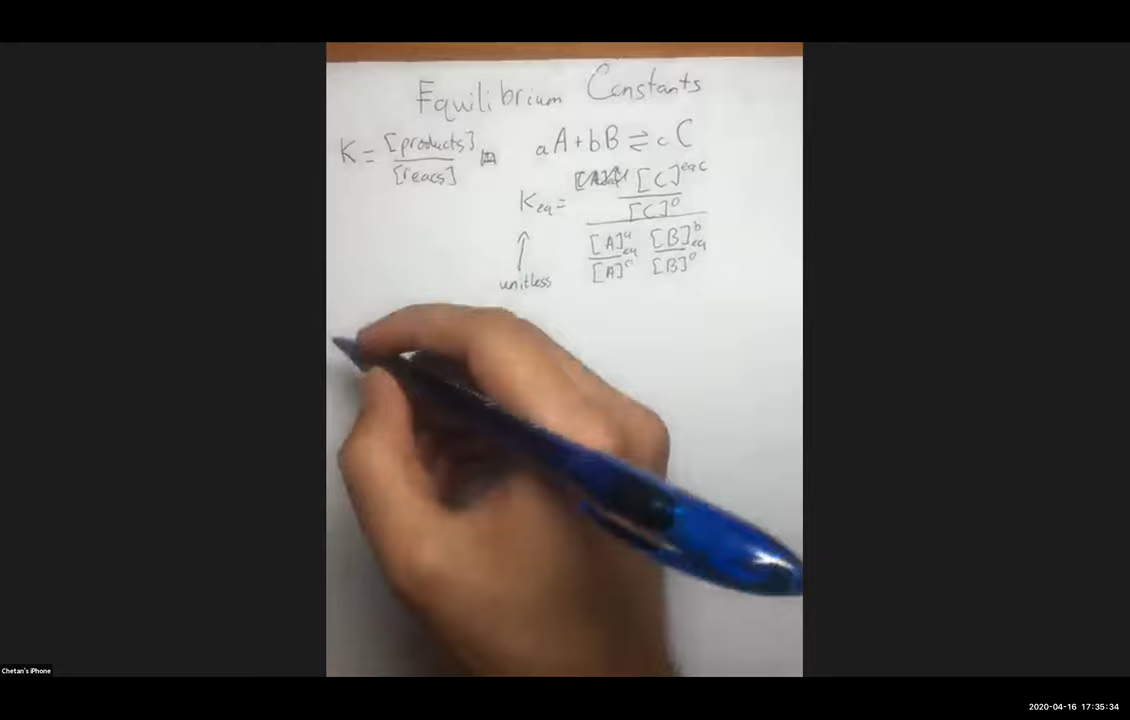 Equilibrium Constants
K = [products] / [reacs]
aA + bB ⇌ cC
Keq = [C]eq^c / [C]°
[A]eq^a [B]eq^b
[A]° [B]°
↑
unitless
Chetan's iPhone
2020-04-16 17:35:34